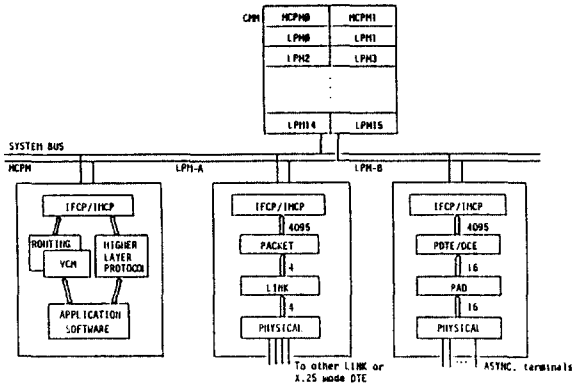 CMM
MCPM0 MCPM1
LPM0 LPM1
LPM2 LPM3
LPM14 LPM15
SYSTEM BUS
MCPM LPM-A LPM-B
IFCP/IMCP IFCP/IMCP IFCP/IMCP
4095 4095
ROUTING
VCM
HIGHER
LAYER
PROTOCOL
PACKET PDTE/DCE
4 16
LINK PAD
4 16
APPLICATION
SOFTWARE
PHYSICAL PHYSICAL
To other LINK or
X.25 mode DTE
ASYNC. terminals